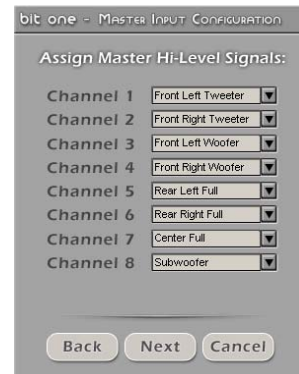 bit one - Master Input Configuration
Assign Master Hi-Level Signals:
Channel 1 Front Left Tweeter
Channel 2 Front Right Tweeter
Channel 3 Front Left Woofer
Channel 4 Front Right Woofer
Channel 5 Rear Left Full
Channel 6 Rear Right Full
Channel 7 Center Full
Channel 8 Subwoofer
Back Next Cancel